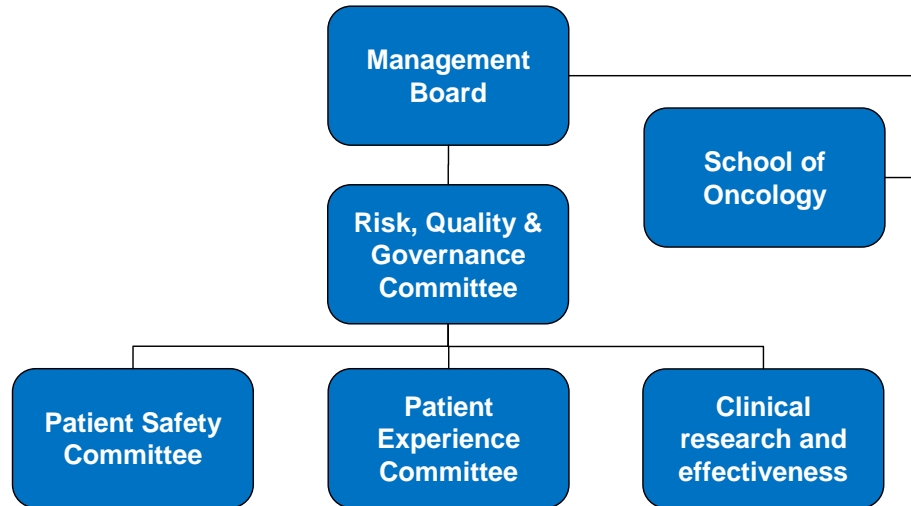 Management
Board
School of
Oncology
Risk, Quality &
Governance
Committee
Patient Safety
Committee
Patient
Experience
Committee
Clinical
research and
effectiveness